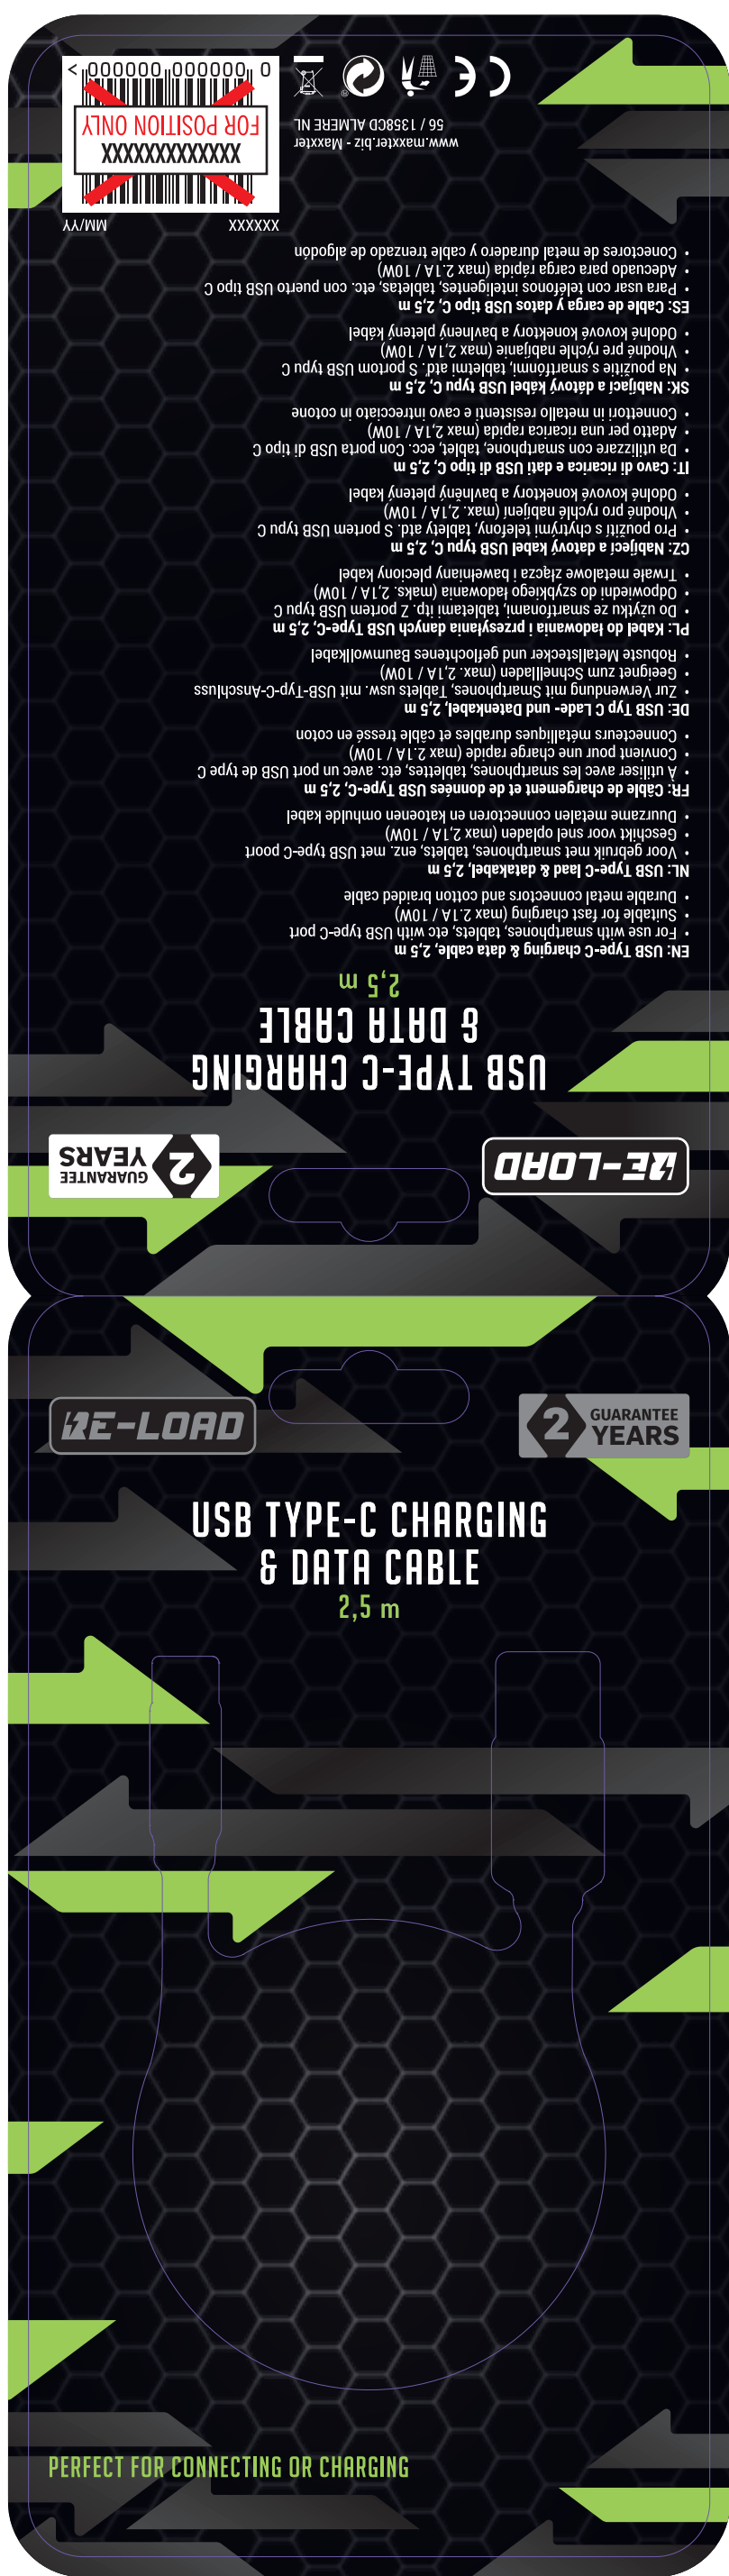 RE-LOAD
GUARANTEE
2 YEARS
USB TYPE-C CHARGING
& DATA CABLE
2,5 m
EN: USB Type-C charging & data cable, 2,5 m
• For use with smartphones, tablets, etc with USB type-C port
• Suitable for fast charging (max 2.1A / 10W)
• Durable metal connectors and cotton braided cable
NL: USB Type-C laad & datakabel, 2,5 m
• Voor gebruik met smartphones, tablets, enz. met USB type-C poort
• Geschikt voor snel opladen (max 2,1A / 10W)
• Duurzame metalen connectoren en katoenen omhulde kabel
FR: Câble de chargement et de données USB Type-C, 2,5 m
• À utiliser avec les smartphones, tablettes, etc. avec un port USB de type C
• Convient pour une charge rapide (max 2.1A / 10W)
• Connecteurs métalliques durables et câble tressé en coton
DE: USB Typ C Lade- und Datenkabel, 2,5 m
• Zur Verwendung mit Smartphones, Tablets usw. mit USB-Typ-C-Anschluss
• Geeignet zum Schnellladen (max. 2,1A / 10W)
• Robuste Metallstecker und geflochtenes Baumwollkabel
PL: Kabel do ładowania i przesyłania danych USB Type-C, 2,5 m
• Do użytku ze smartfonami, tabletami itp. Z portem USB typu C
• Odpowiedni do szybkiego ładowania (maks. 2,1A / 10W)
• Trwałe metalowe złącza i bawełniany pleciony kabel
CZ: Nabíjecí a datový kabel USB typu C, 2,5 m
• Pro použití s chytrými telefony, tablety atd. S portem USB typu C
• Vhodné pro rychlé nabíjení (max. 2,1A / 10W)
• Odolné kovové konektory a bavlněný pletený kabel
IT: Cavo di ricarica e dati USB di tipo C, 2,5 m
• Da utilizzare con smartphone, tablet, ecc. Con porta USB di tipo C
• Adatto per una ricarica rapida (max 2,1A / 10W)
• Connettori in metallo resistenti e cavo intrecciato in cotone
SK: Nabíjací a dátový kábel USB typu C, 2,5 m
• Na použitie s smartfónmi, tabletmi atď. S portom USB typu C
• Vhodné pre rýchle nabíjanie (max 2,1A / 10W)
• Odolné kovové konektory a bavlnený pletený kábel
ES: Cable de carga y datos USB tipo C, 2,5 m
• Para usar con teléfonos inteligentes, tabletas, etc. con puerto USB tipo C
• Adecuado para carga rápida (max 2.1A / 10W)
• Conectores de metal duradero y cable trenzado de algodón
XXXXXX MM/YY
XXXXXXXXXXXXX
FOR POSITION ONLY
0 000000 000000 >
www.maxxter.biz - Maxxter
56 / 1358CD ALMERE NL
CE
RE-LOAD
GUARANTEE
2 YEARS
USB TYPE-C CHARGING
& DATA CABLE
2,5 m
PERFECT FOR CONNECTING OR CHARGING